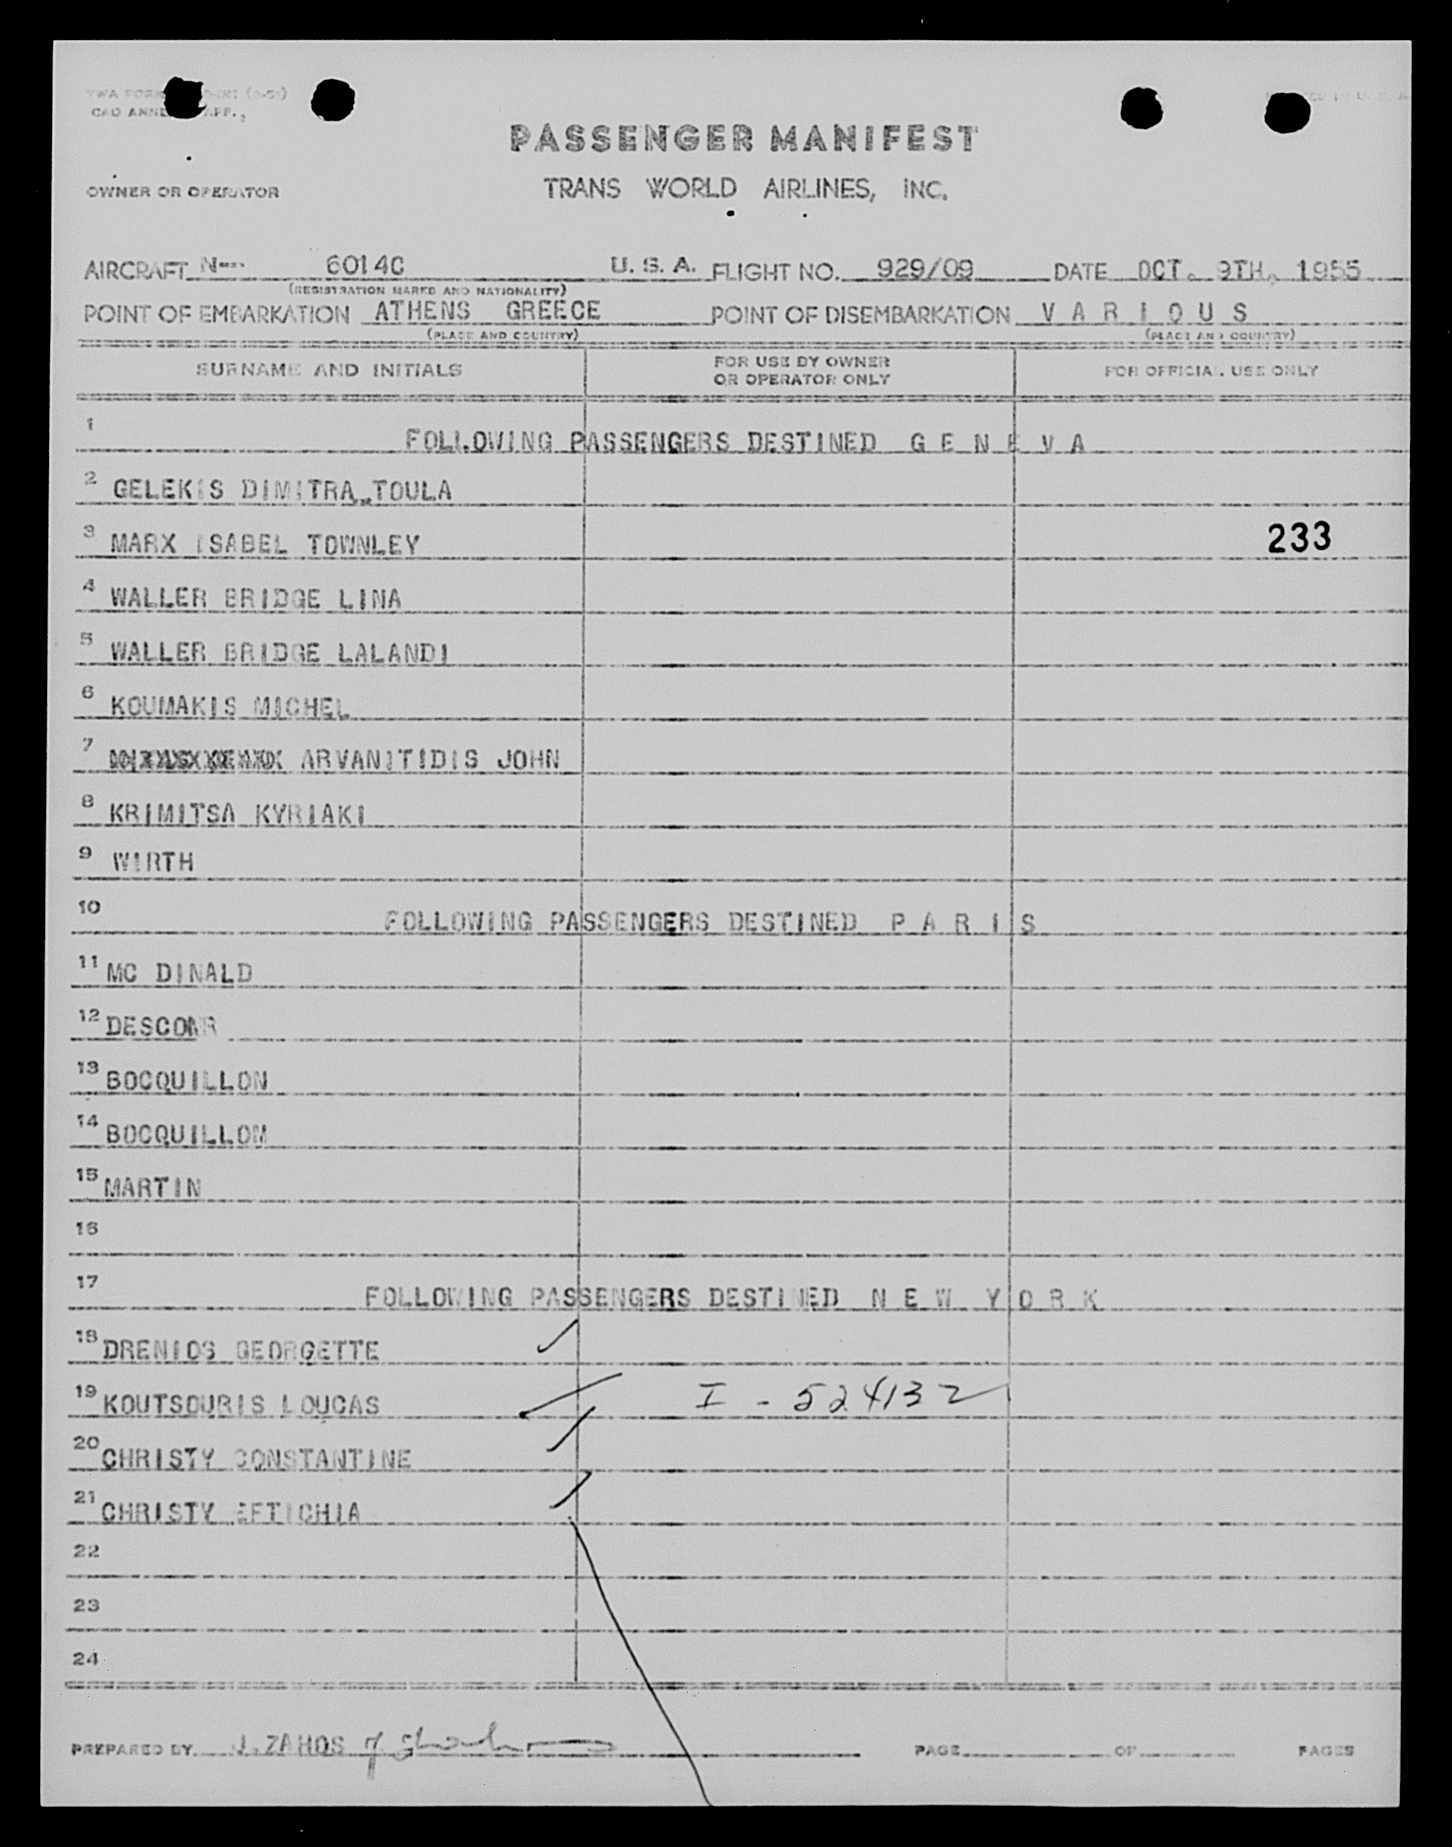 PASSENGER MANIFEST
OWNER OR OPERATOR TRANS WORLD AIRLINES, INC.
AIRCRAFT N-- 6014C U. S. A. FLIGHT NO. 929/09 DATE OCT. 9TH, 1955
(REGISTRATION MARKS AND NATIONALITY)
POINT OF EMBARKATION ATHENS GREECE POINT OF DISEMBARKATION V A R I O U S
(PLACE AND COUNTRY) (PLACE AND COUNTRY)
SURNAME AND INITIALS FOR USE BY OWNER OR OPERATOR ONLY FOR OFFICIAL USE ONLY
1 FOLLOWING PASSENGERS DESTINED G E N E V A
2 GELEKIS DIMITRA TOULA
3 MARX ISABEL TOWNLEY 233
4 WALLER BRIDGE LINA
5 WALLER BRIDGE LALANDI
6 KOUMAKIS MICHEL
7 ARVANITIDIS JOHN
8 KRIMITSA KYRIAKI
9 WIRTH
10 FOLLOWING PASSENGERS DESTINED P A R I S
11 MC DINALD
12
13 BOCQUILLON
14 BOCQUILLON
15 MARTIN
16
17 FOLLOWING PASSENGERS DESTINED N E W Y O R K
18 DRENIOS GEORGETTE
19 KOUTSOURIS LOUCAS I - 524132
20 CHRISTY CONSTANTINE
21 CHRISTY EFTICHIA
22
23
24
PREPARED BY J.ZAHOS PAGE OF PAGES